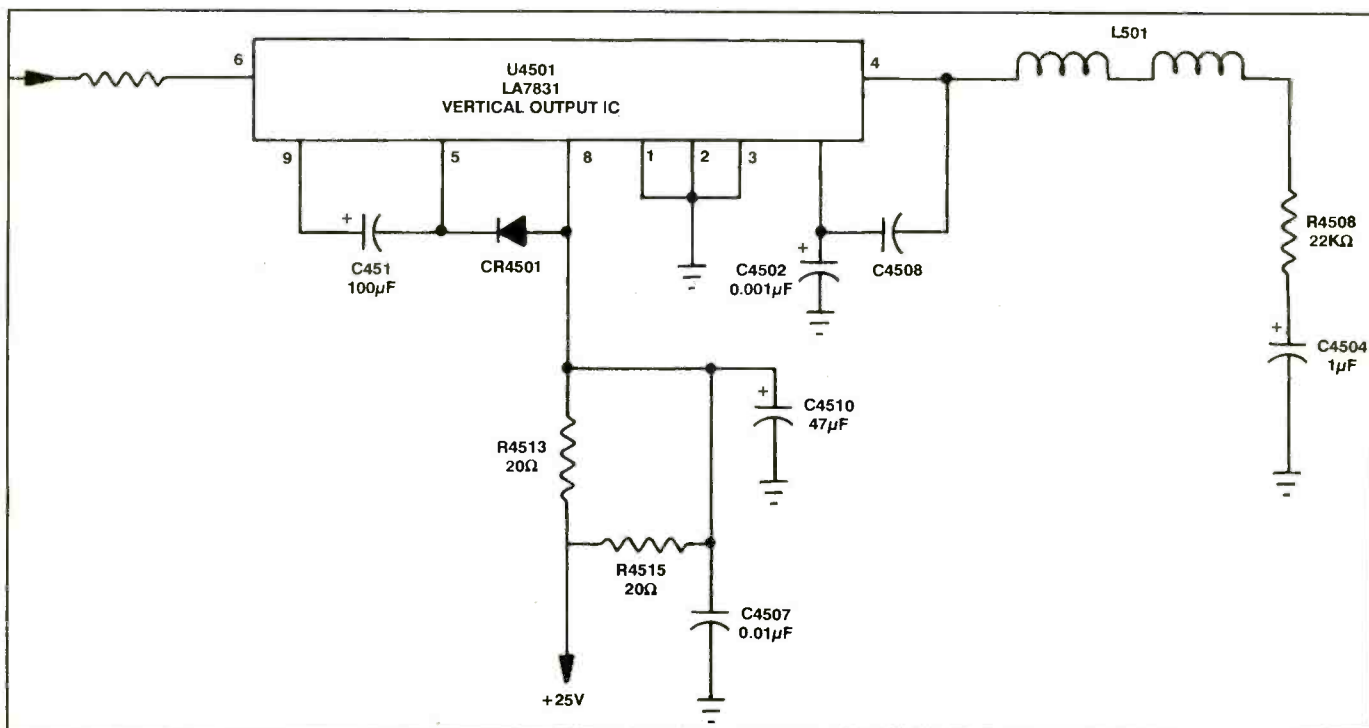 L501
6
U4501
LA7831
VERTICAL OUTPUT IC
4
9
5
8
1
2
3
+
C451
100µF
CR4501
+
C4502
0.001µF
C4508
R4508
22KΩ
+
C4504
1µF
+
C4510
47µF
R4513
20Ω
R4515
20Ω
C4507
0.01µF
+25V